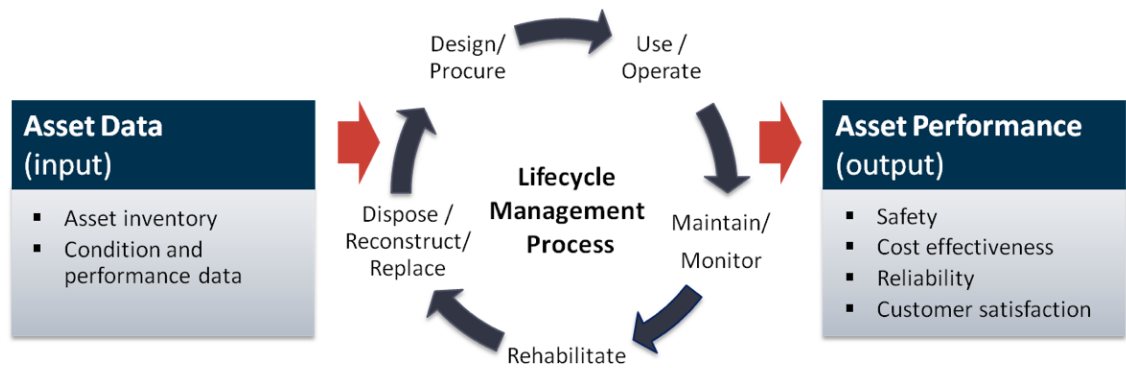 Asset Data
(input)
▪ Asset inventory
▪ Condition and
performance data
Design/
Procure
Use /
Operate
Maintain/
Monitor
Rehabilitate
Dispose /
Reconstruct/
Replace
Lifecycle
Management
Process
Asset Performance
(output)
▪ Safety
▪ Cost effectiveness
▪ Reliability
▪ Customer satisfaction